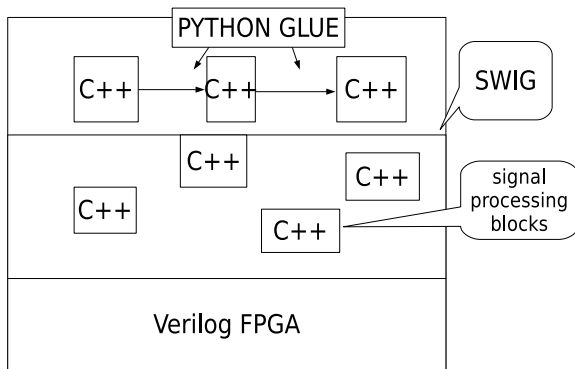 PYTHON GLUE
C++
C++
C++
SWIG
C++
C++
C++
C++
signal
processing
blocks
Verilog FPGA